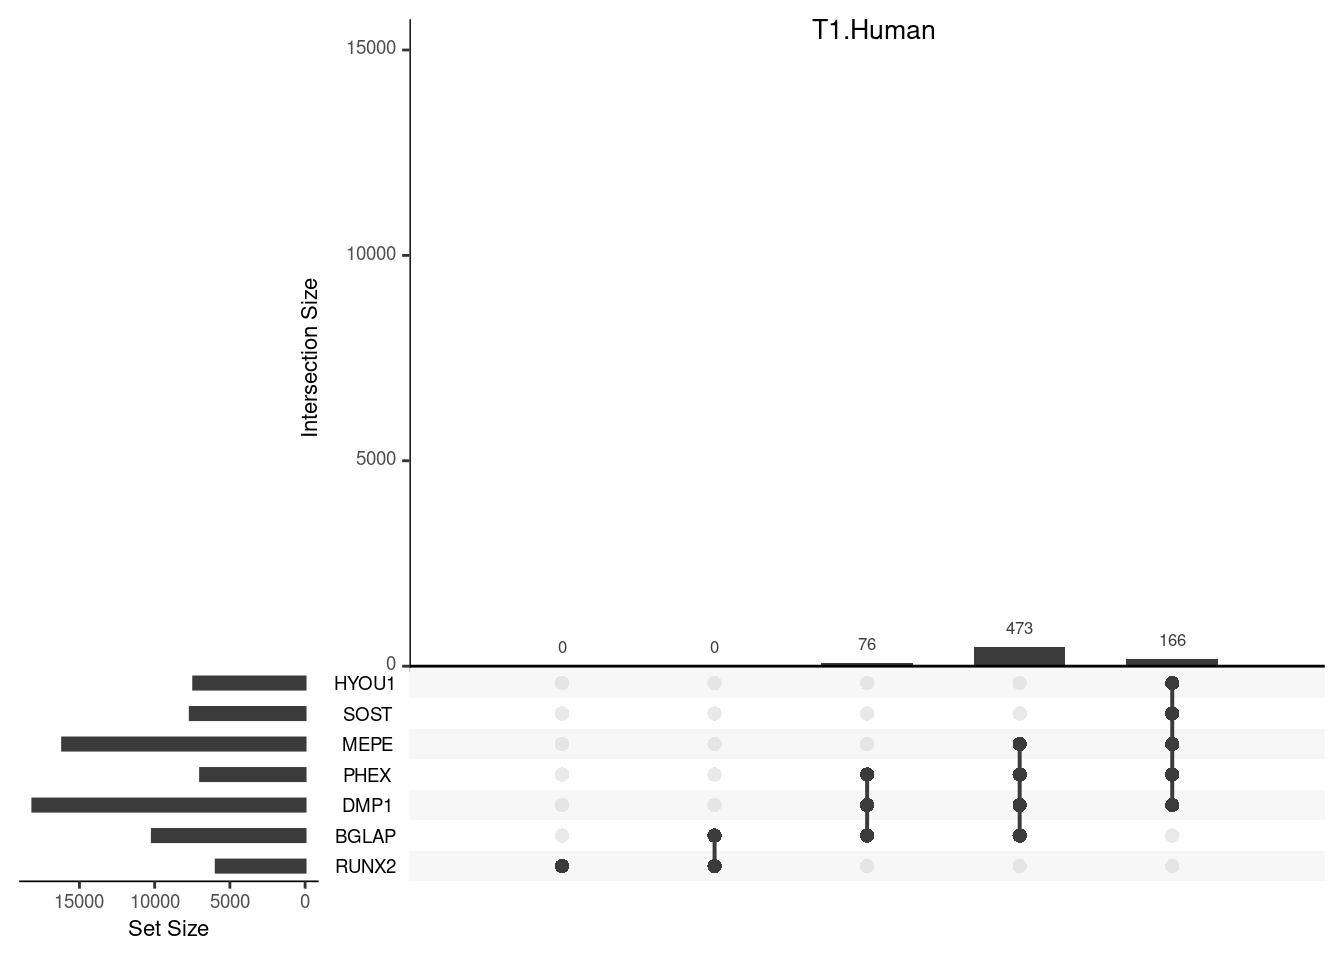 T1.Human
15000
10000
5000
0
Intersection Size
0
0
76
473
166
HYOU1
SOST
MEPE
PHEX
DMP1
BGLAP
RUNX2
15000 10000 5000 0
Set Size